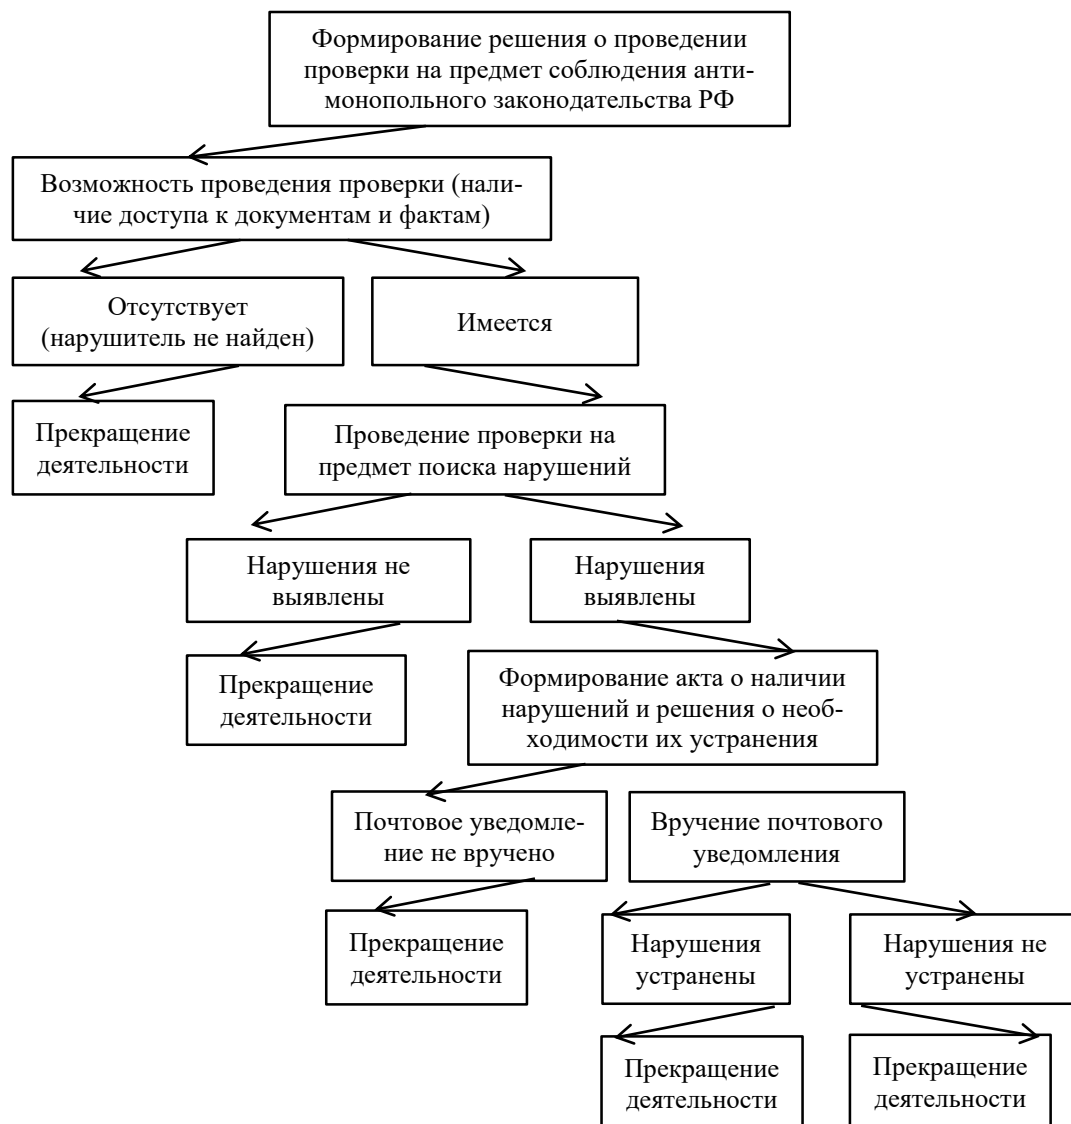 Формирование решения о проведении
проверки на предмет соблюдения анти-
монопольного законодательства РФ
Возможность проведения проверки (нали-
чие доступа к документам и фактам)
Отсутствует
(нарушитель не найден)
Имеется
Прекращение
деятельности
Проведение проверки на
предмет поиска нарушений
Нарушения не
выявлены
Нарушения
выявлены
Прекращение
деятельности
Формирование акта о наличии
нарушений и решения о необ-
ходимости их устранения
Почтовое уведомле-
ние не вручено
Вручение почтового
уведомления
Прекращение
деятельности
Нарушения
устранены
Нарушения не
устранены
Прекращение
деятельности
Прекращение
деятельности